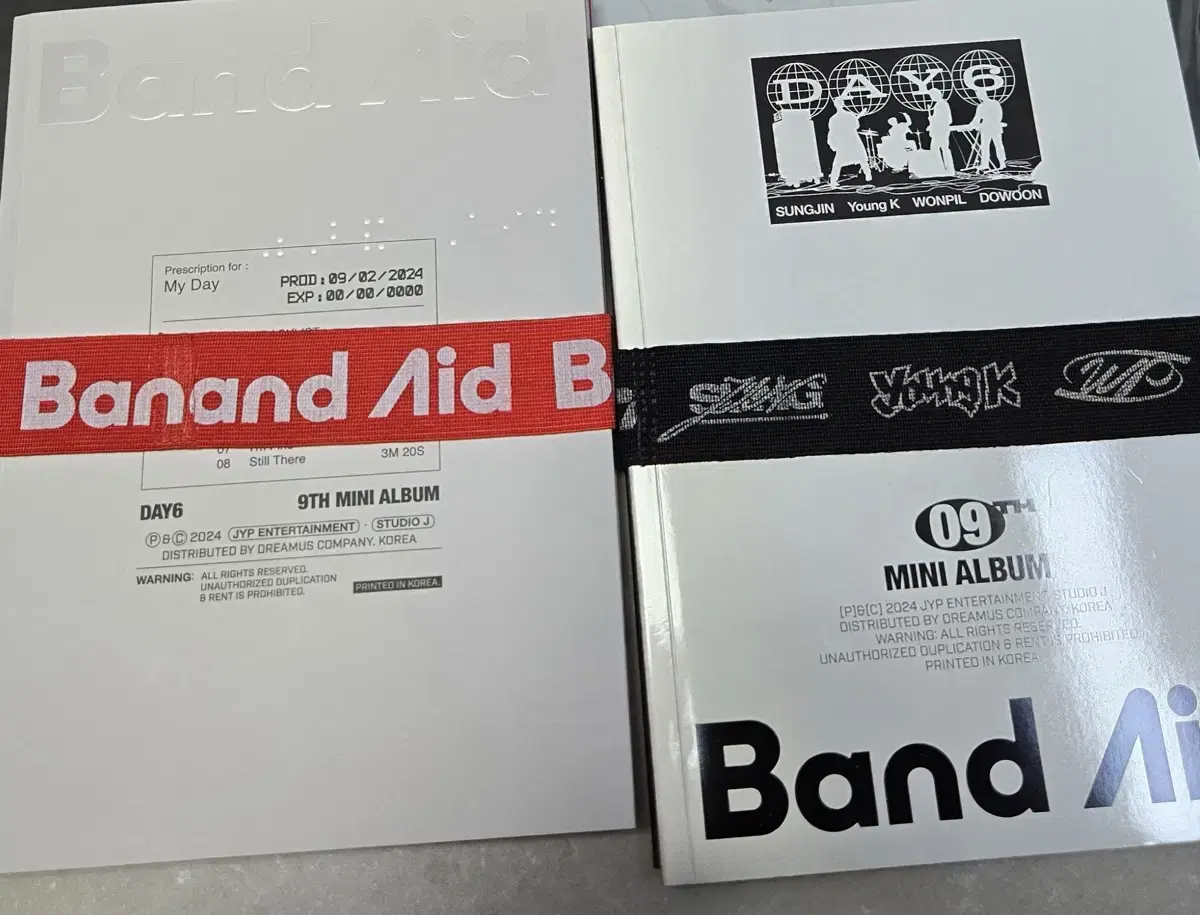 Band Aid
Prescription for :
My Day
PROD:09/02/2024
EXP:00/00/0000
Banand Aid B
08 Still There 3M 20S
DAY6 9TH MINI ALBUM
Ⓟ&Ⓒ 2024 JYP ENTERTAINMENT · STUDIO J
DISTRIBUTED BY DREAMUS COMPANY. KOREA
WARNING: ALL RIGHTS RESERVED.
UNAUTHORIZED DUPLICATION
& RENT IS PROHIBITED.
PRINTED IN KOREA.
DAY6
SUNGJIN Young K WONPIL DOWOON
SJUNG Young K WP
09TH
MINI ALBUM
[P]&[C] 2024 JYP ENTERTAINMENT STUDIO J
DISTRIBUTED BY DREAMUS COMPANY. KOREA
WARNING: ALL RIGHTS RESERVED.
UNAUTHORIZED DUPLICATION & RENT IS PROHIBITED.
PRINTED IN KOREA.
Band Ai